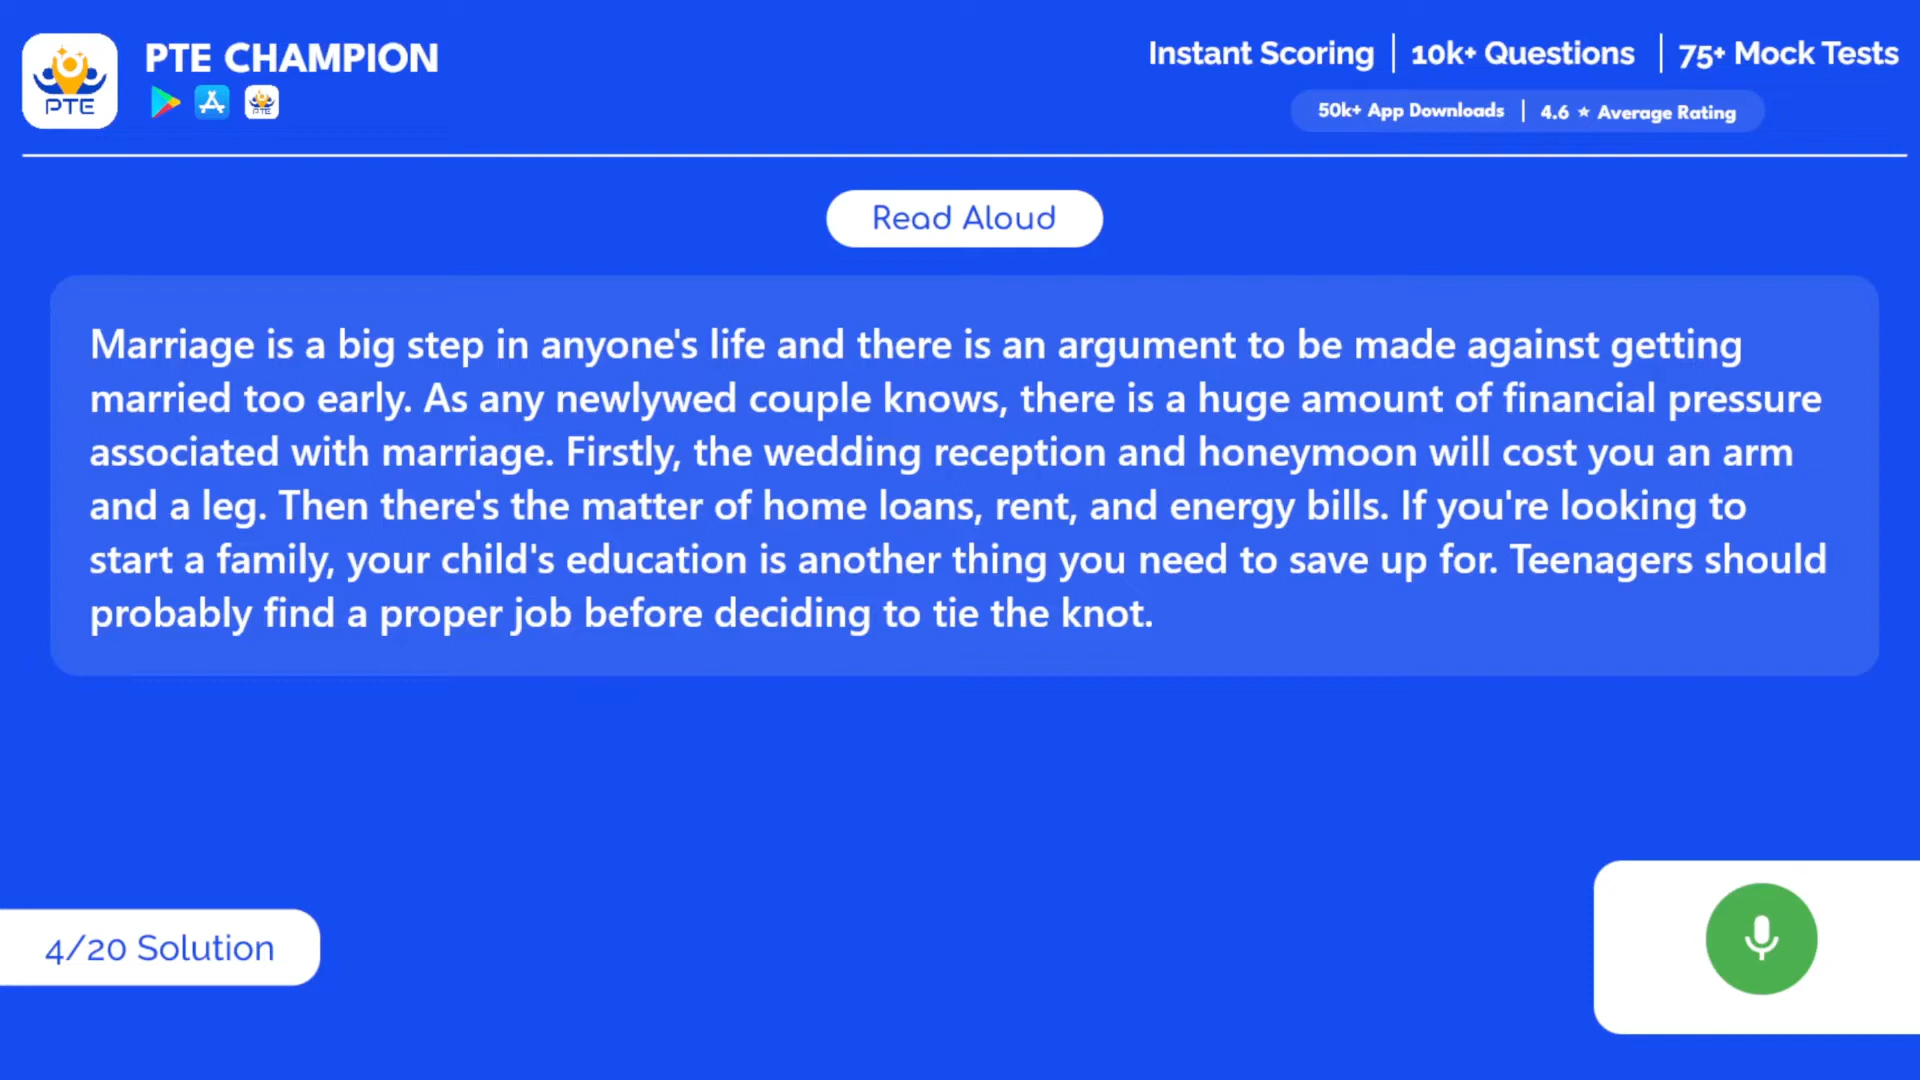 PTE CHAMPION
PTE
PTE
Instant Scoring | 10k+ Questions | 75+ Mock Tests
50k+ App Downloads | 4.6 ★ Average Rating
Read Aloud
Marriage is a big step in anyone's life and there is an argument to be made against getting
married too early. As any newlywed couple knows, there is a huge amount of financial pressure
associated with marriage. Firstly, the wedding reception and honeymoon will cost you an arm
and a leg. Then there's the matter of home loans, rent, and energy bills. If you're looking to
start a family, your child's education is another thing you need to save up for. Teenagers should
probably find a proper job before deciding to tie the knot.
4/20 Solution